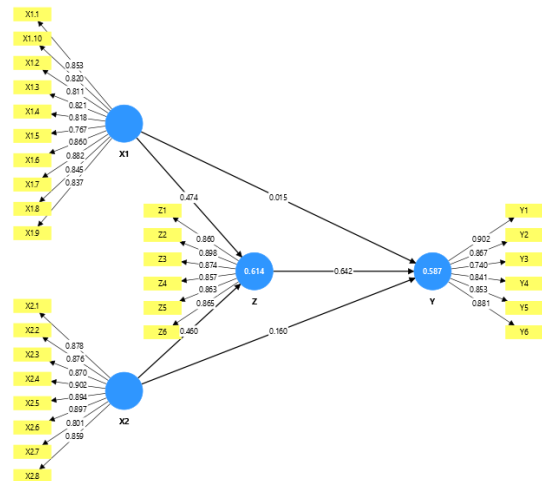 X1.1
X1.10
X1.2
X1.3
X1.4
X1.5
X1.6
X1.7
X1.8
X1.9
0.853
0.820
0.811
0.821
0.818
0.767
0.860
0.882
0.845
0.837
X1
0.474
0.015
Z1
Z2
Z3
Z4
Z5
Z6
0.860
0.898
0.874
0.857
0.863
0.865
0.614
Z
0.642
0.587
Y
Y1
Y2
Y3
Y4
Y5
Y6
0.902
0.867
0.740
0.841
0.853
0.881
0.460
0.160
X2.1
X2.2
X2.3
X2.4
X2.5
X2.6
X2.7
X2.8
0.878
0.876
0.870
0.902
0.894
0.897
0.801
0.859
X2